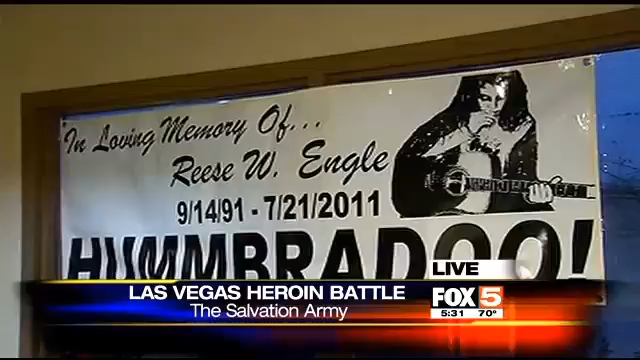 In Loving Memory Of...
Reese W. Engle
9/14/91 - 7/21/2011
HUMMBRADOO!
LIVE
LAS VEGAS HEROIN BATTLE
The Salvation Army
FOX 5
5:31 70°